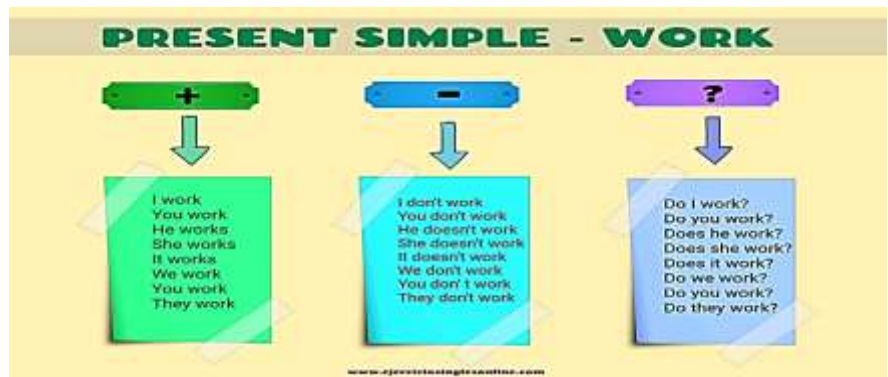 PRESENT SIMPLE - WORK
+
I work
You work
He works
She works
It works
We work
You work
They work
-
I don't work
You don't work
He doesn't work
She doesn't work
It doesn't work
We don't work
You don' t work
They don't work
?
Do I work?
Do you work?
Does he work?
Does she work?
Does it work?
Do we work?
Do you work?
Do they work?
www.ejerciciosinglesonline.com